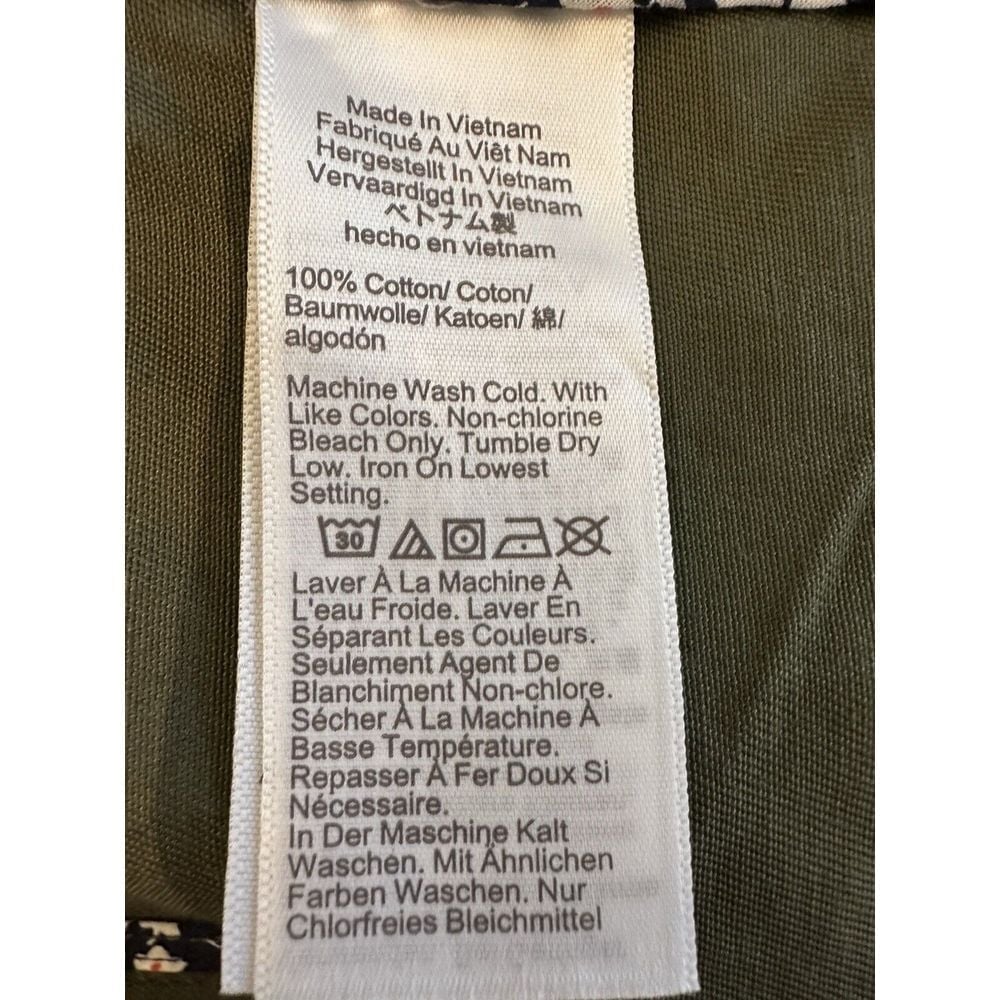 Made In Vietnam
Fabriqué Au Viêt Nam
Hergestellt In Vietnam
Vervaardigd In Vietnam
ベトナム製
hecho en vietnam
100% Cotton/ Coton/
Baumwolle/ Katoen/ 綿/
algodón
Machine Wash Cold. With
Like Colors. Non-chlorine
Bleach Only. Tumble Dry
Low. Iron On Lowest
Setting.
30
Laver À La Machine À
L'eau Froide. Laver En
Séparant Les Couleurs.
Seulement Agent De
Blanchiment Non-chlore.
Sécher À La Machine À
Basse Température.
Repasser À Fer Doux Si
Nécessaire.
In Der Maschine Kalt
Waschen. Mit Ähnlichen
Farben Waschen. Nur
Chlorfreies Bleichmittel